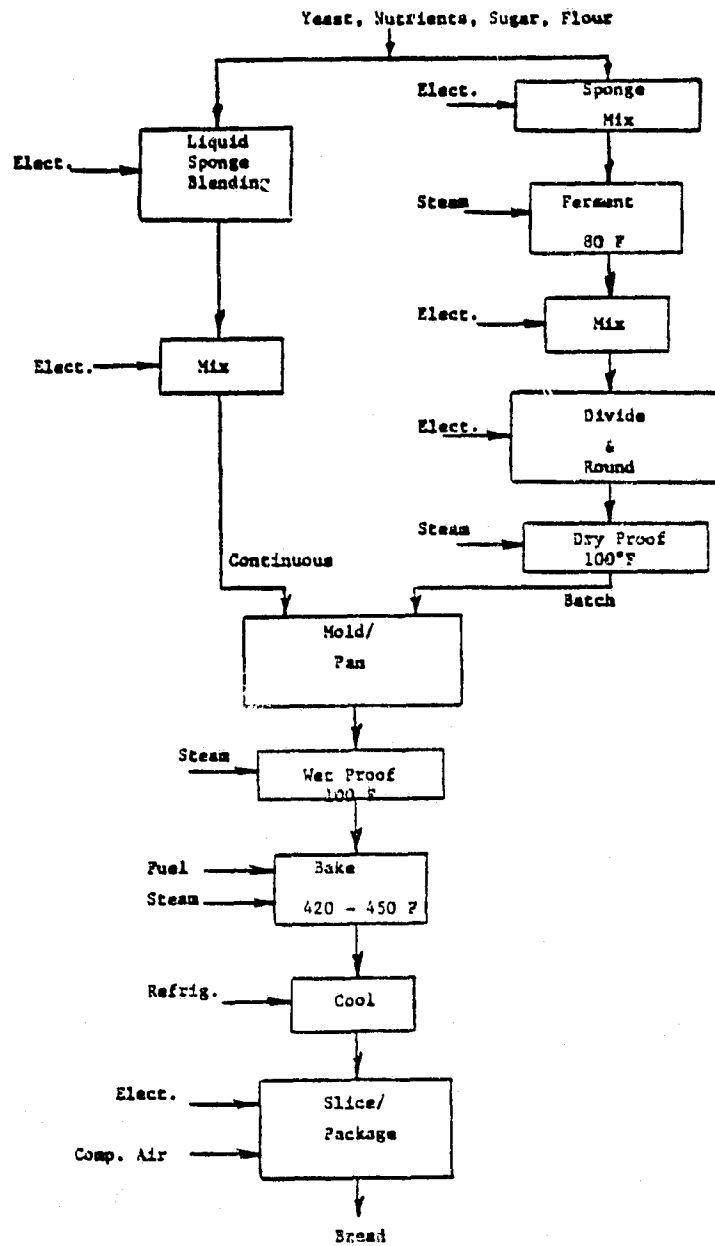 Yeast, Nutrients, Sugar, Flour
Elect.
Sponge
Mix
Elect.
Liquid
Sponge
Blending
Steam
Ferment
80 F
Elect.
Mix
Elect.
Mix
Elect.
Divide
&
Round
Steam
Dry Proof
100°F
Continuous
Batch
Mold/
Pan
Steam
Wet Proof
100 F
Fuel
Steam
Bake
420 - 450 F
Refrig.
Cool
Elect.
Comp. Air
Slice/
Package
Bread